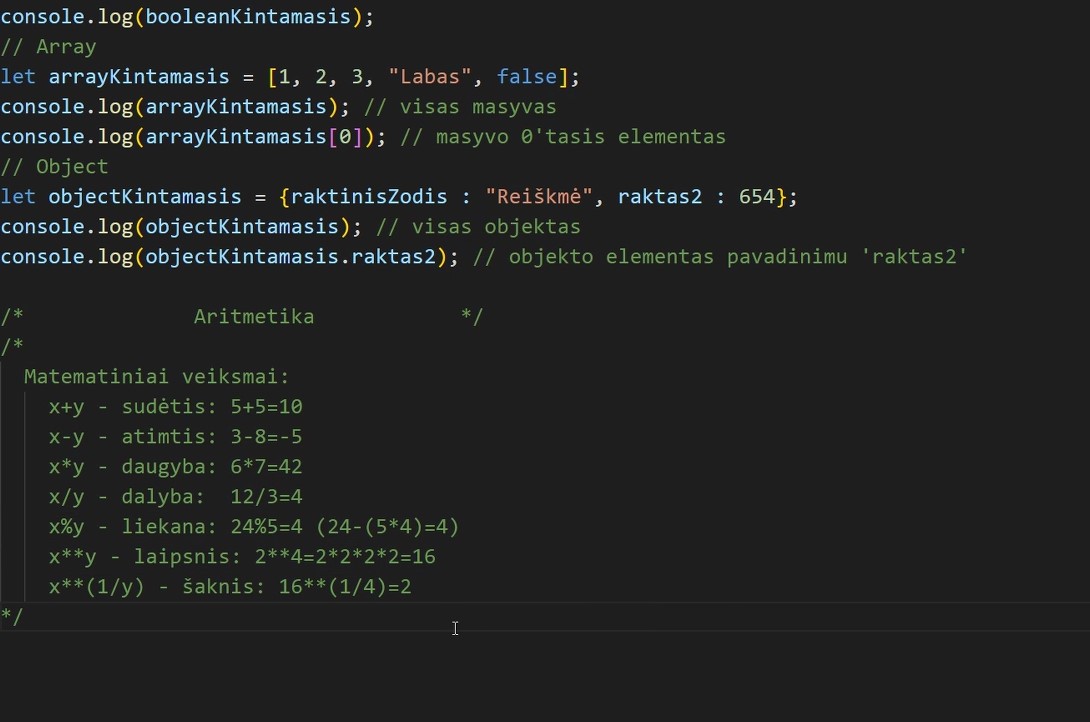 console.log(booleanKintamasis);
// Array
let arrayKintamasis = [1, 2, 3, "Labas", false];
console.log(arrayKintamasis); // visas masyvas
console.log(arrayKintamasis[0]); // masyvo 0'tasis elementas
// Object
let objectKintamasis = {raktinisZodis : "Reiškmė", raktas2 : 654};
console.log(objectKintamasis); // visas objektas
console.log(objectKintamasis.raktas2); // objekto elementas pavadinimu 'raktas2'
/*            Aritmetika            */
/*
Matematiniai veiksmai:
x+y - sudėtis: 5+5=10
x-y - atimtis: 3-8=-5
x*y - daugyba: 6*7=42
x/y - dalyba:  12/3=4
x%y - liekana: 24%5=4 (24-(5*4)=4)
x**y - laipsnis: 2**4=2*2*2*2=16
x**(1/y) - šaknis: 16**(1/4)=2
*/